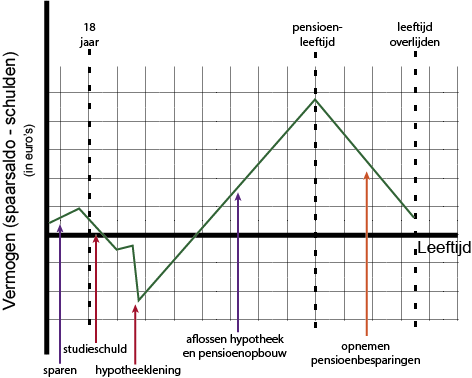 18
jaar
pensioen-
leeftijd
leeftijd
overlijden
Vermogen (spaarsaldo - schulden)
(in euro's)
Leeftijd
studieschuld
sparen
hypotheeklening
aflossen hypotheek
en pensioenopbouw
opnemen
pensioenbesparingen